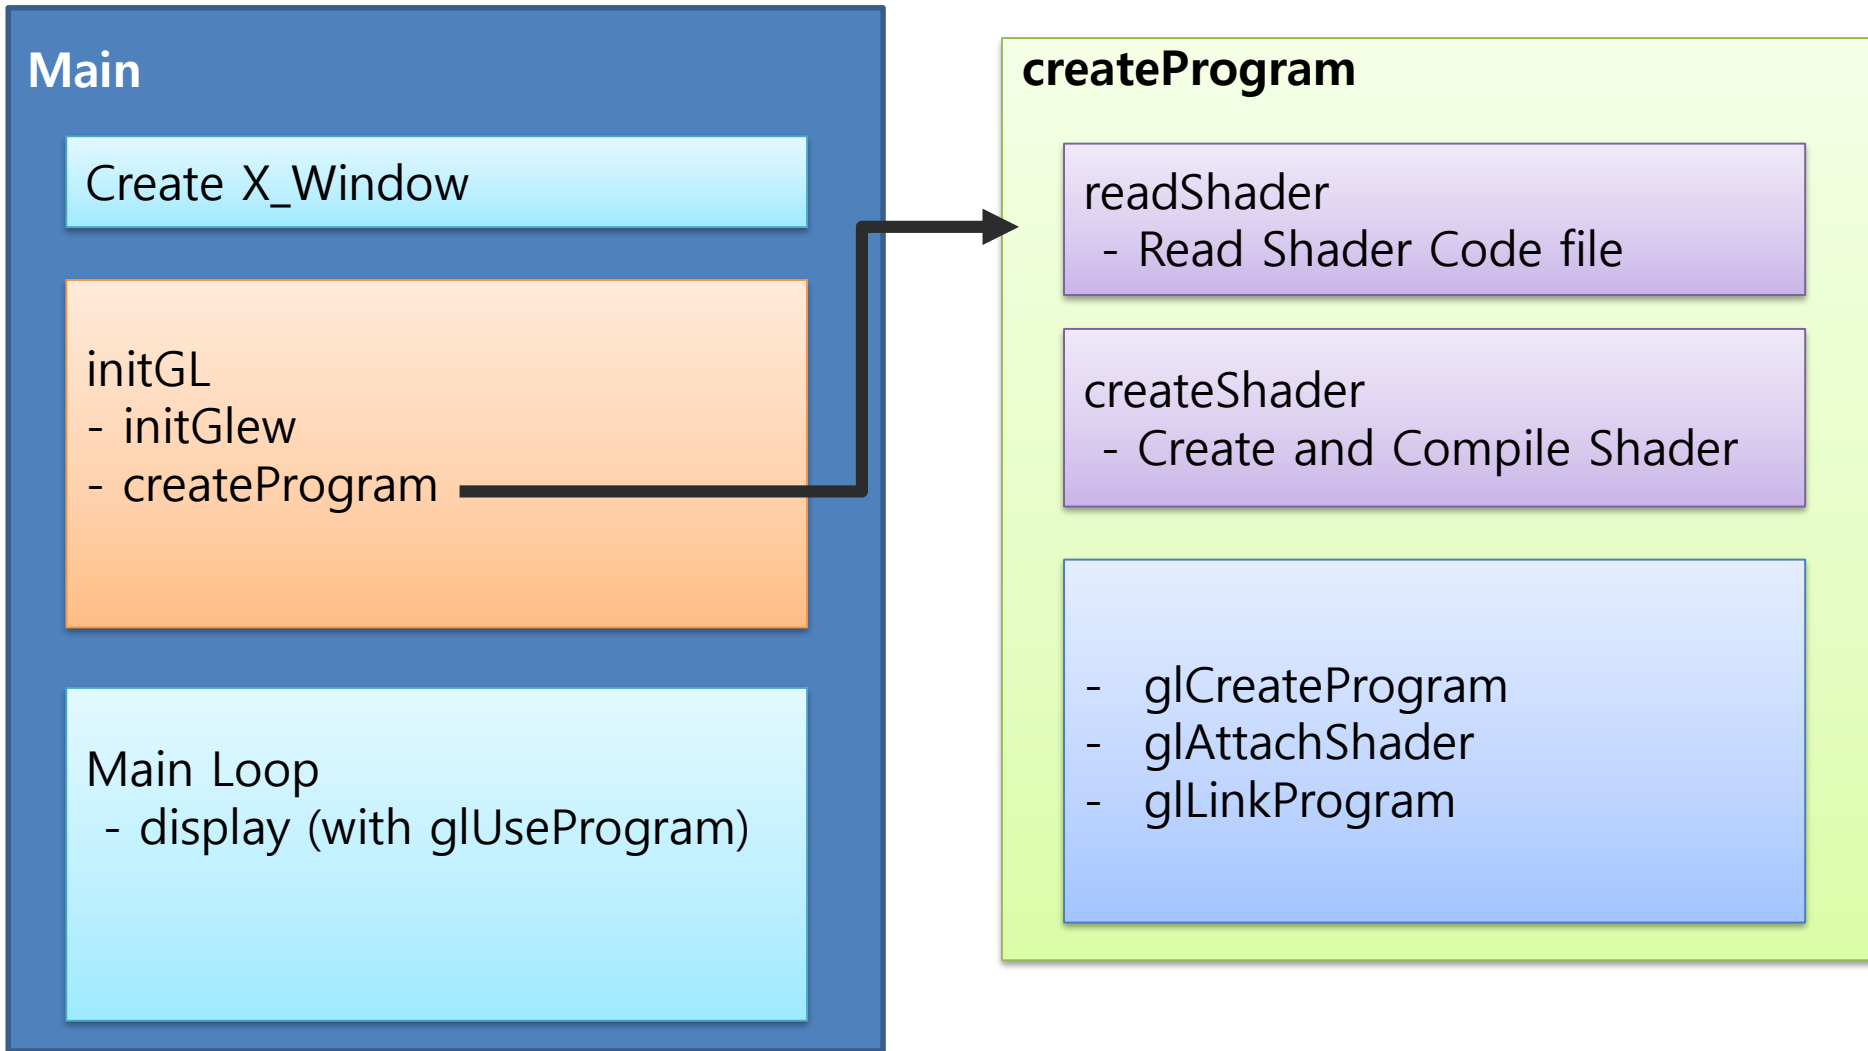 Main
Create X_Window
initGL
- initGlew
- createProgram
Main Loop
- display (with glUseProgram)
createProgram
readShader
- Read Shader Code file
createShader
- Create and Compile Shader
- glCreateProgram
- glAttachShader
- glLinkProgram